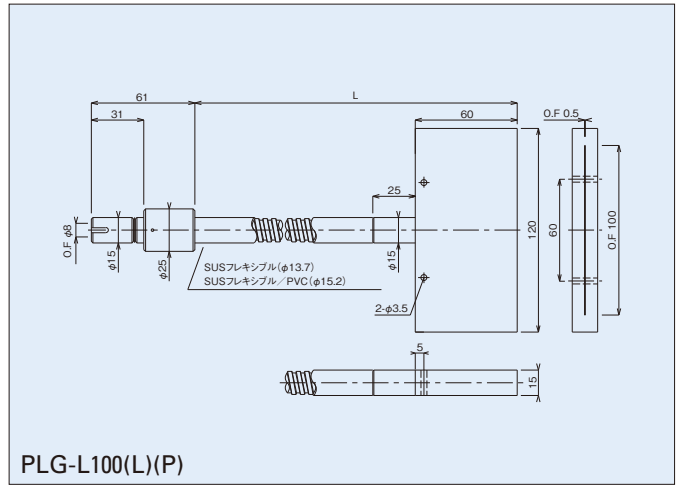 61
L
31
60
O.F 0.5
25
O.F φ8
φ15
φ25
φ15
120
60
O.F 100
SUSフレキシブル(φ13.7)
SUSフレキシブル／PVC(φ15.2)
2-φ3.5
5
15
PLG-L100(L)(P)